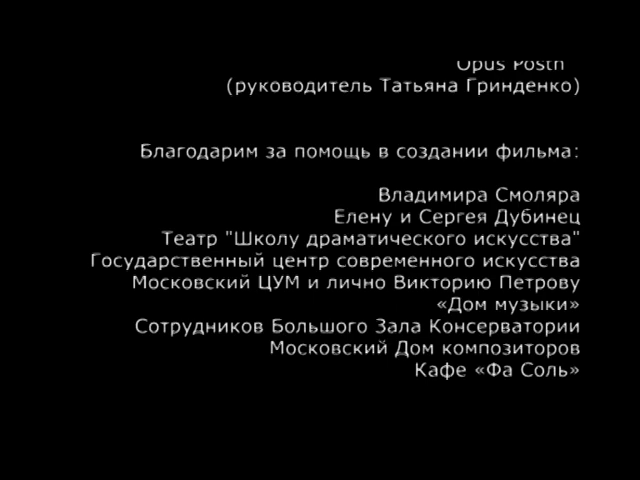 Opus Posth
(руководитель Татьяна Гринденко)
Благодарим за помощь в создании фильма:
Владимира Смоляра
Елену и Сергея Дубинец
Театр "Школу драматического искусства"
Государственный центр современного искусства
Московский ЦУМ и лично Викторию Петрову
«Дом музыки»
Сотрудников Большого Зала Консерватории
Московский Дом композиторов
Кафе «Фа Соль»